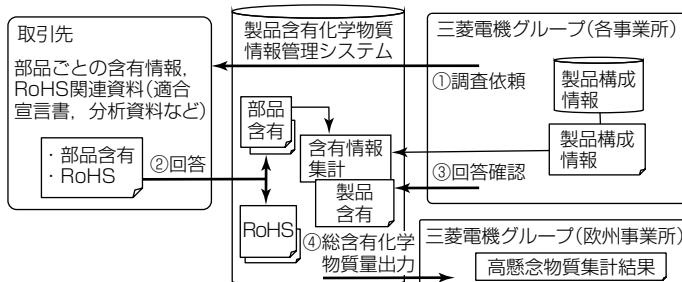 取引先
部品ごとの含有情報,
RoHS関連資料(適合
宣言書，分析資料など)
・部品含有
・RoHS
②回答
製品含有化学物質
情報管理システム
部品
含有
含有情報
集計
製品
含有
RoHS
④総含有化学
物質量出力
三菱電機グループ(各事業所)
①調査依頼
製品構成
情報
製品構成
情報
③回答確認
三菱電機グループ(欧州事業所)
高懸念物質集計結果